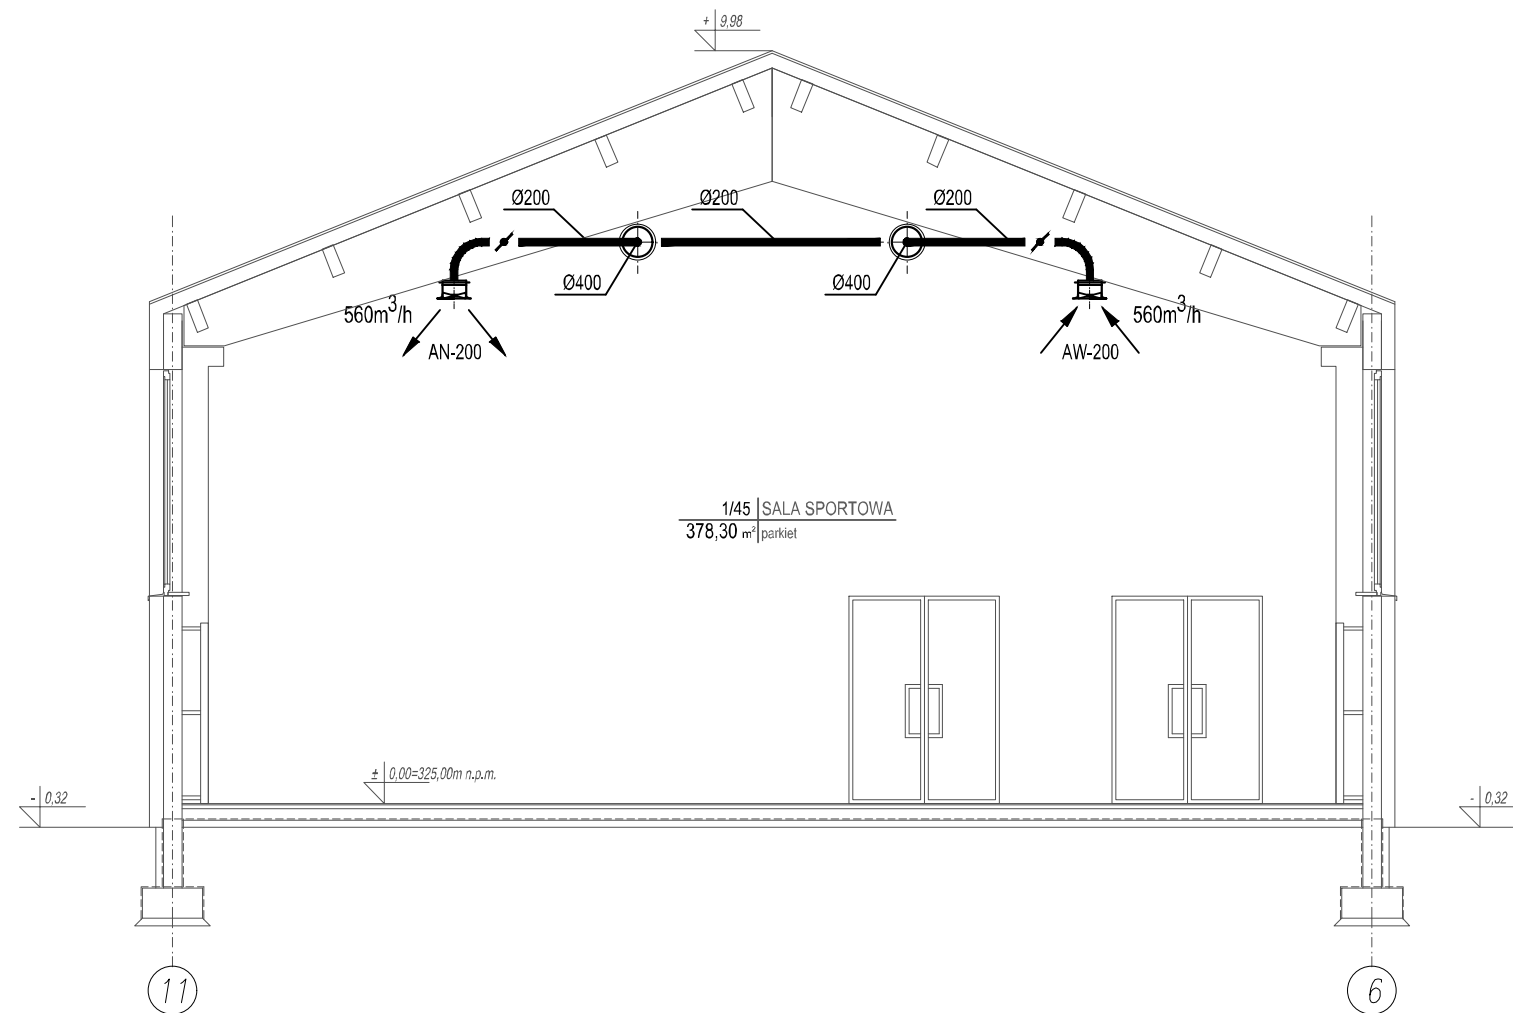 + 9,98
Ø200
Ø200
Ø200
Ø400
Ø400
560m³/h
560m³/h
AN-200
AW-200
1/45 SALA SPORTOWA
378,30 m² parkiet
± 0,00=325,00m n.p.m.
- 0,32
- 0,32
11
6